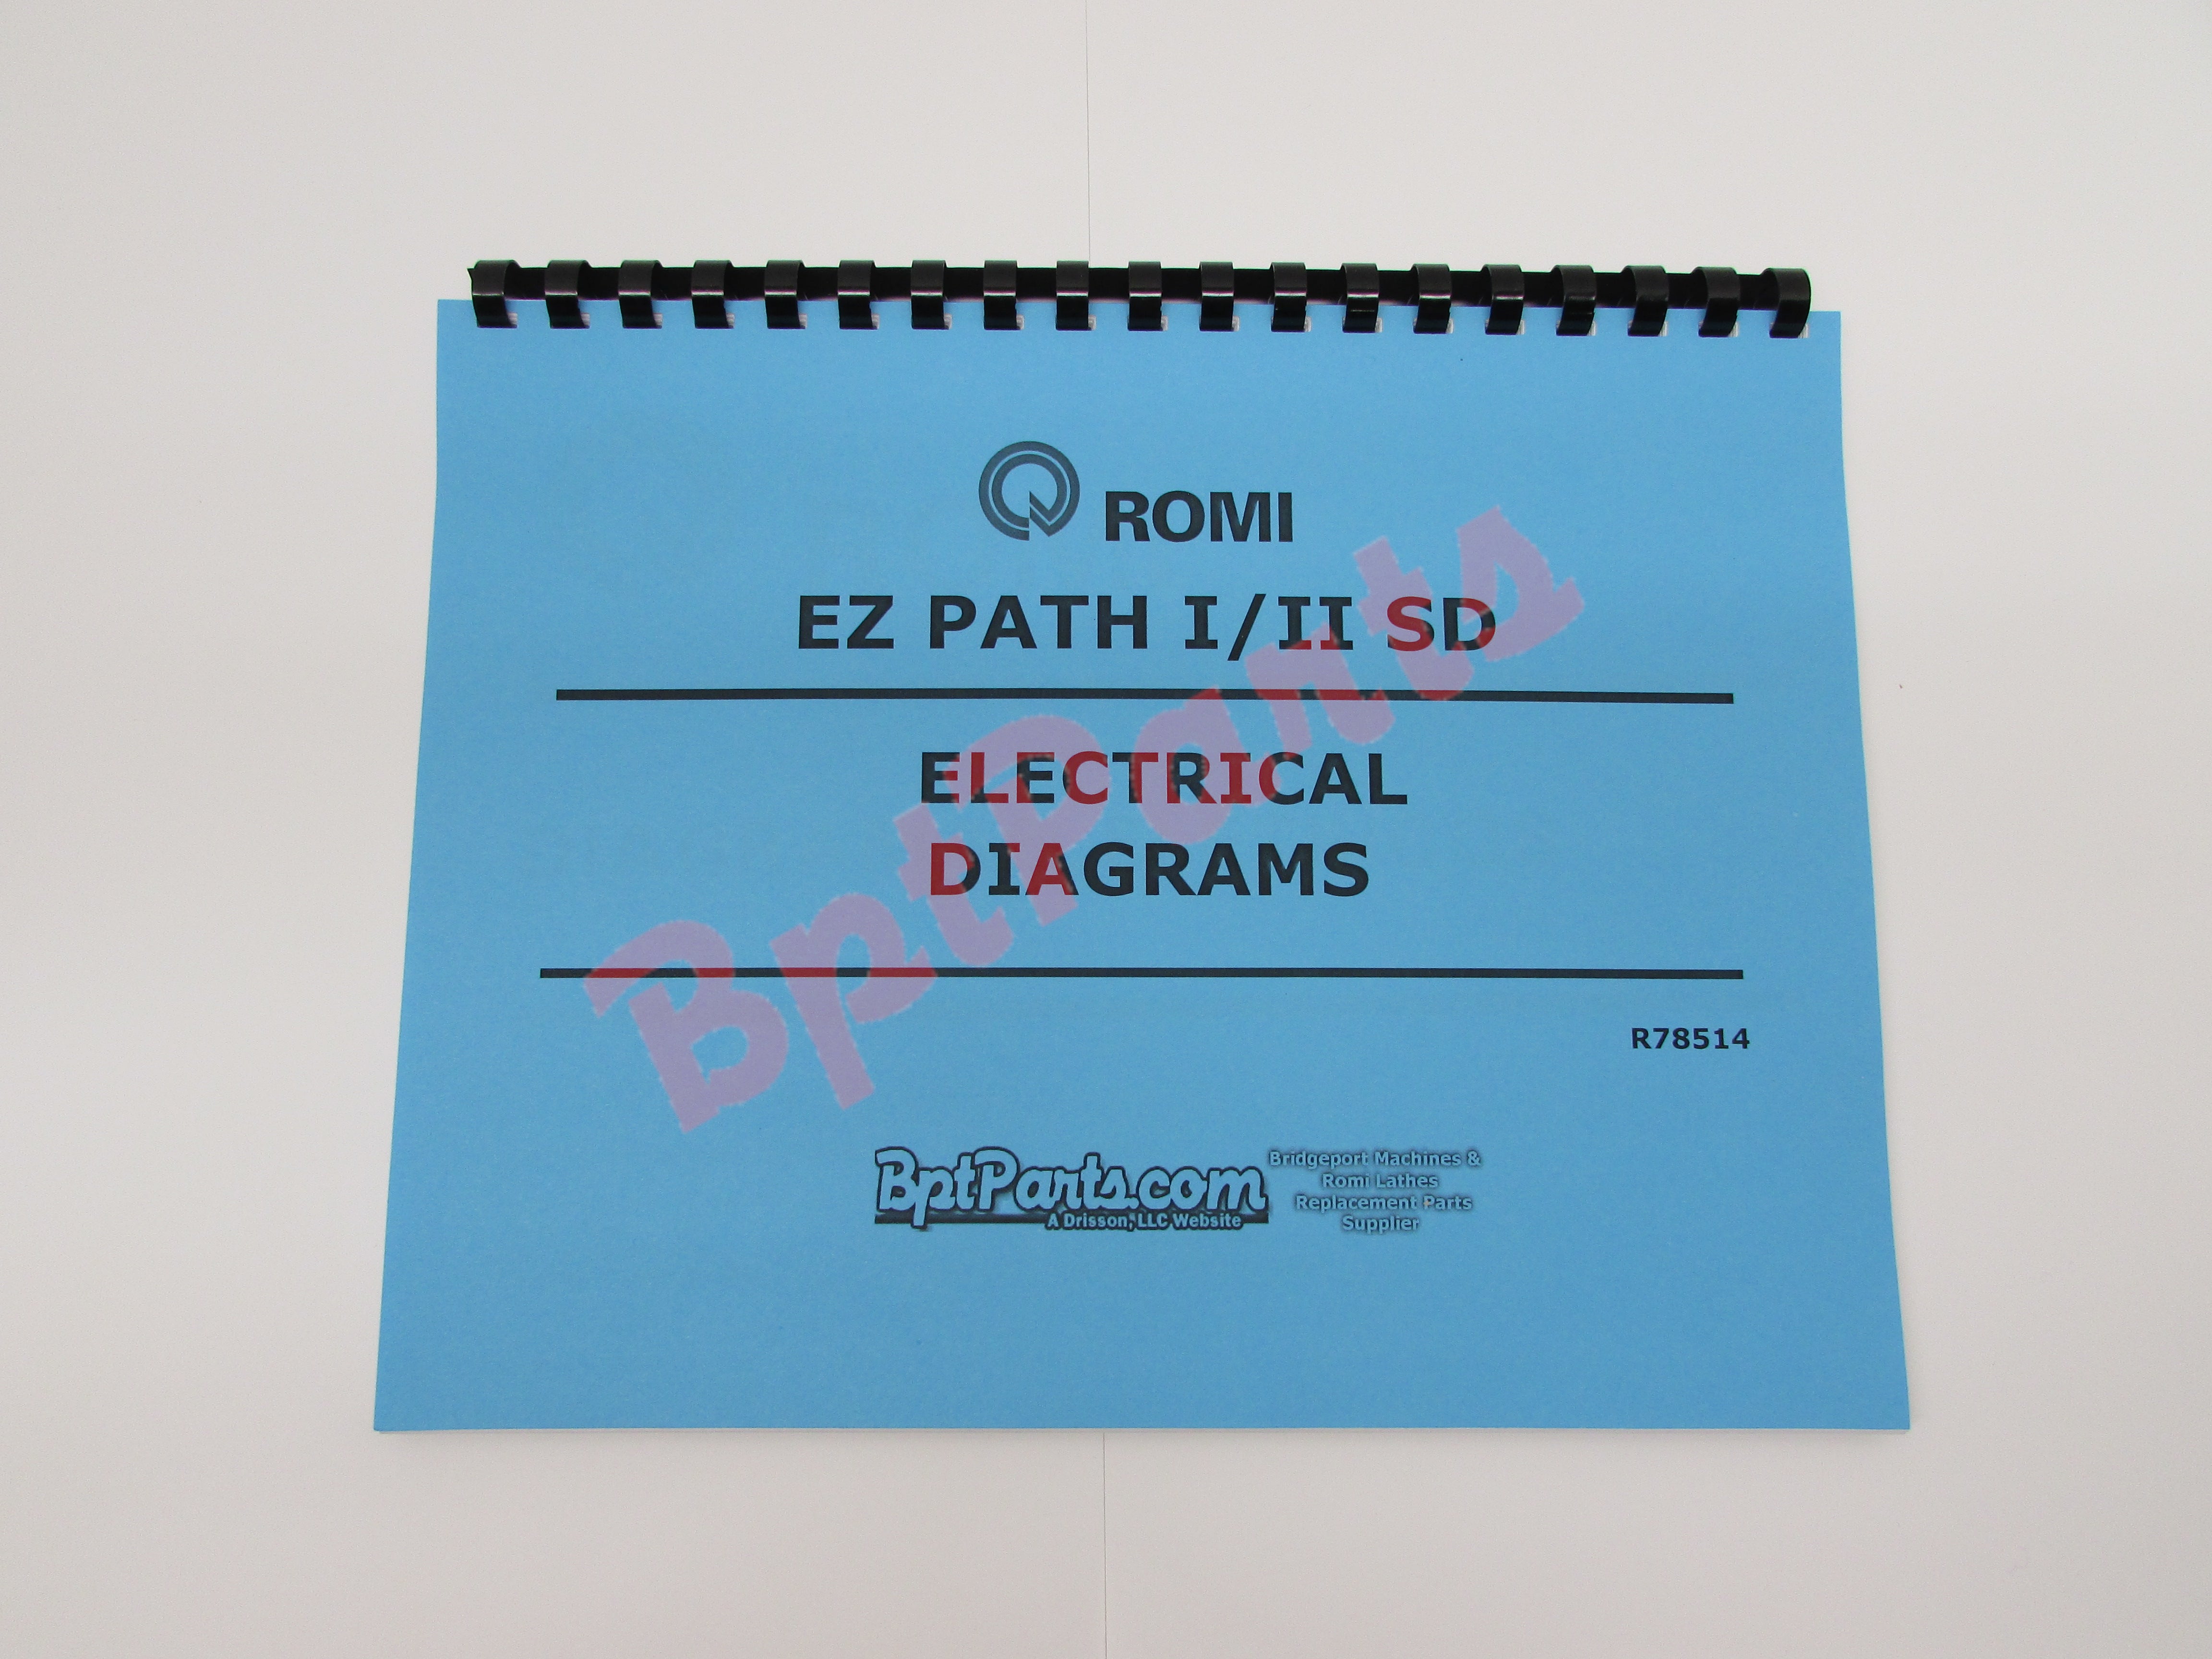 ROMI
EZ PATH I/II SD
ELECTRICAL
DIAGRAMS
BptParts
R78514
BptParts.com
A Drisson, LLC Website
Bridgeport Machines &
Romi Lathes
Replacement Parts
Supplier